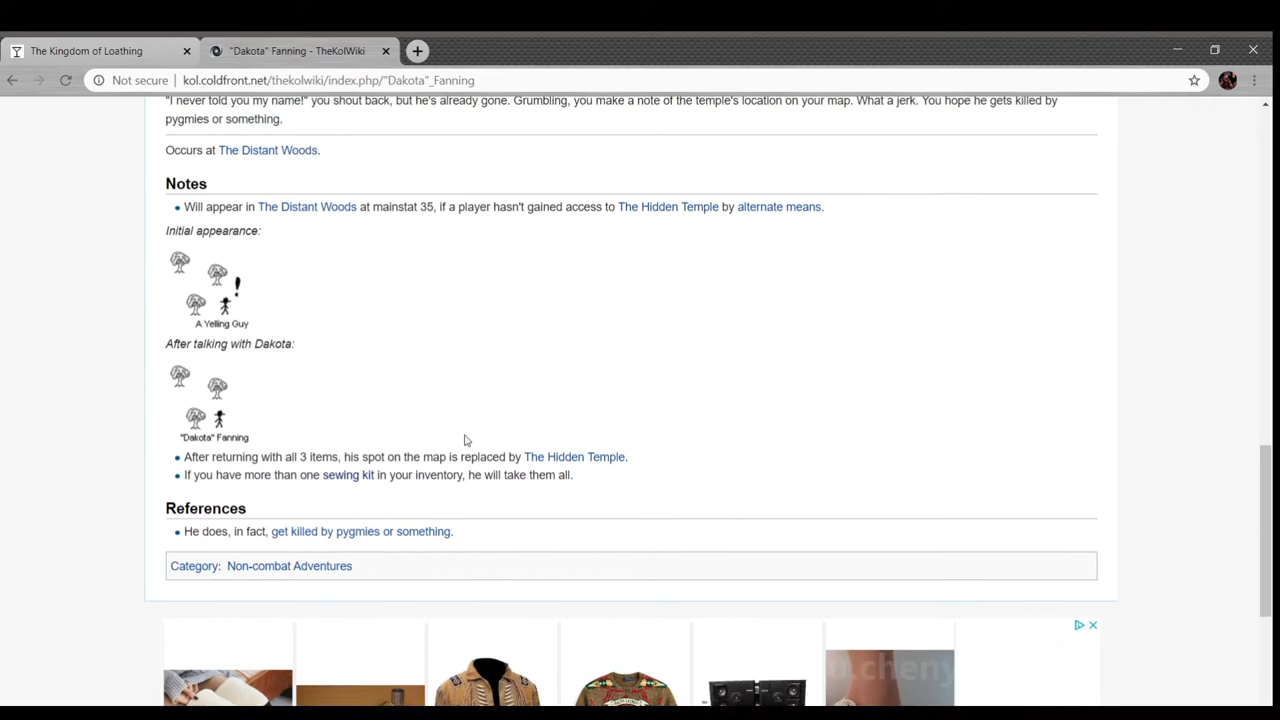 The Kingdom of Loathing
"Dakota" Fanning - TheKolWiki
Not secure
kol.coldfront.net/thekolwiki/index.php/"Dakota"_Fanning
"I never told you my name!" you shout back, but he's already gone. Grumbling, you make a note of the temple's location on your map. What a jerk. You hope he gets killed by
pygmies or something.
Occurs at The Distant Woods.
Notes
Will appear in The Distant Woods at mainstat 35, if a player hasn't gained access to The Hidden Temple by alternate means.
Initial appearance:
A Yelling Guy
After talking with Dakota:
"Dakota" Fanning
After returning with all 3 items, his spot on the map is replaced by The Hidden Temple.
If you have more than one sewing kit in your inventory, he will take them all.
References
He does, in fact, get killed by pygmies or something.
Category: Non-combat Adventures